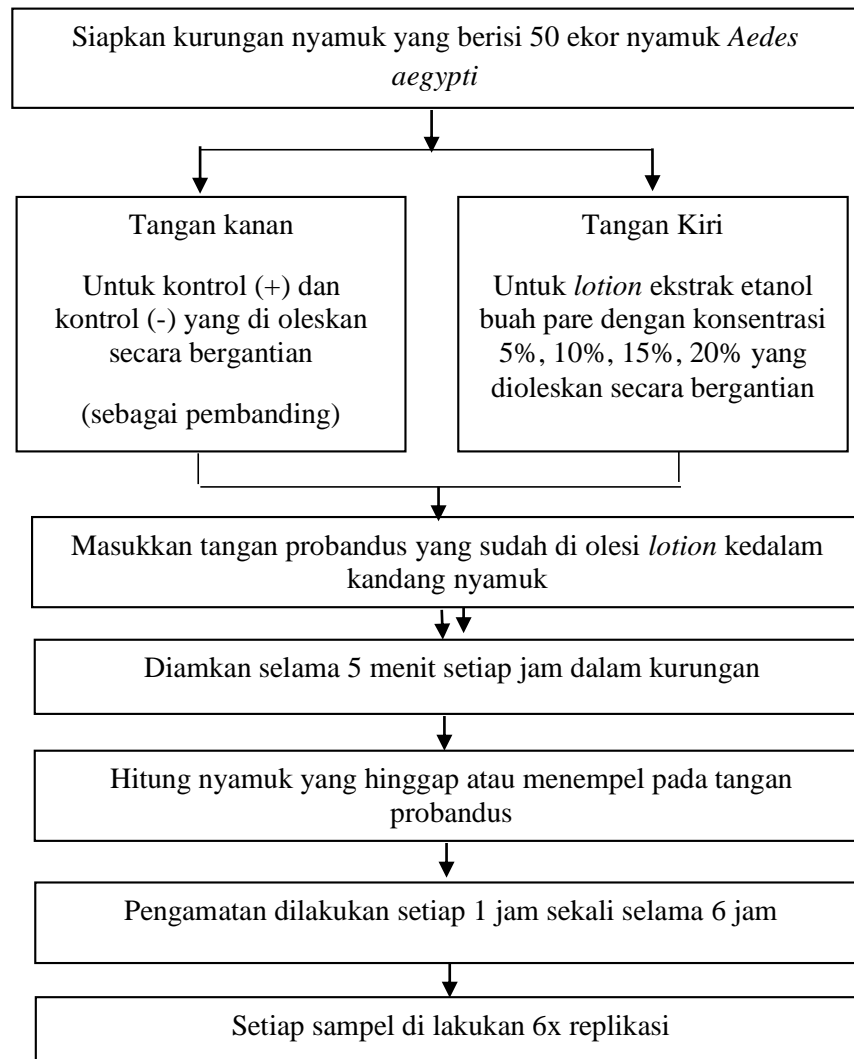 Siapkan kurungan nyamuk yang berisi 50 ekor nyamuk Aedes
aegypti
Tangan kanan
Untuk kontrol (+) dan
kontrol (-) yang di oleskan
secara bergantian
(sebagai pembanding)
Tangan Kiri
Untuk lotion ekstrak etanol
buah pare dengan konsentrasi
5%, 10%, 15%, 20% yang
dioleskan secara bergantian
Masukkan tangan probandus yang sudah di olesi lotion kedalam
kandang nyamuk
Diamkan selama 5 menit setiap jam dalam kurungan
Hitung nyamuk yang hinggap atau menempel pada tangan
probandus
Pengamatan dilakukan setiap 1 jam sekali selama 6 jam
Setiap sampel di lakukan 6x replikasi